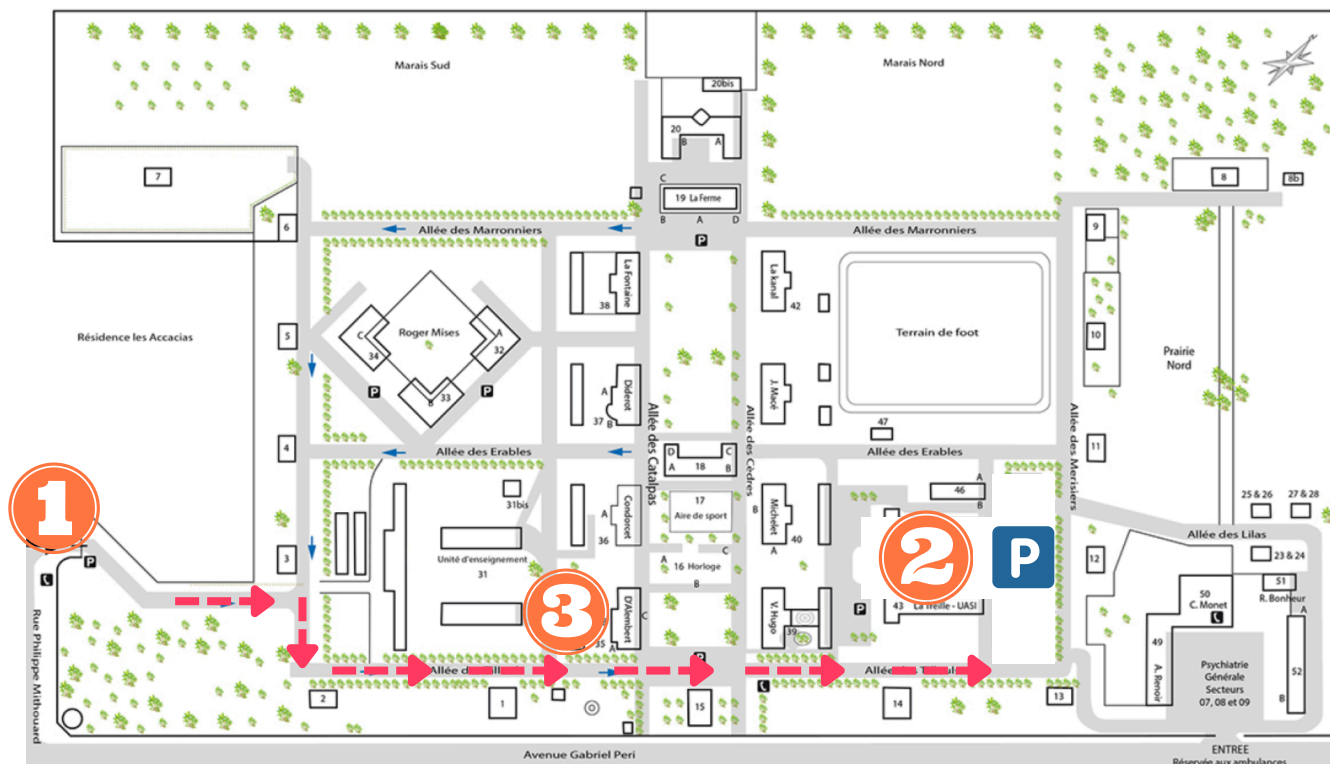 Marais Sud
Marais Nord
20bis
20
B
A
7
C
19 La Ferme
B A D
P
8
8b
6
Allée des Marronniers
Allée des Marronniers
9
La Fontaine
38
La kanal
42
Résidence les Accacias
5
Roger Mises
C
34
A
32
B
33
P
P
Terrain de foot
10
Prairie
Nord
Diderot
A
37
B
J. Macé
47
Allée des Catalpas
Allée des Cèdres
Allée des Merisiers
4
Allée des Erables
D C
A 18 B
Allée des Erables
11
1
31bis
Condorcet
A
36
17
Aire de sport
B
Michelet
40
A
A
46
B
25 & 26
27 & 28
Allée des Lilas
23 & 24
2
P
3
P
Unité d'enseignement
31
A C
16 Horloge
B
12
51
R. Bonheur
50
C. Monet
A
3
D'Alembert
C
35
A
V. Hugo
39
P
43
La Treille - UASI
49
A. Renoir
Psychiatrie
Générale
Secteurs
07, 08 et 09
52
B
Rue Philippe Mithouard
P
2
1
15
14
13
Avenue Gabriel Peri
ENTREE
Réservée aux ambulances